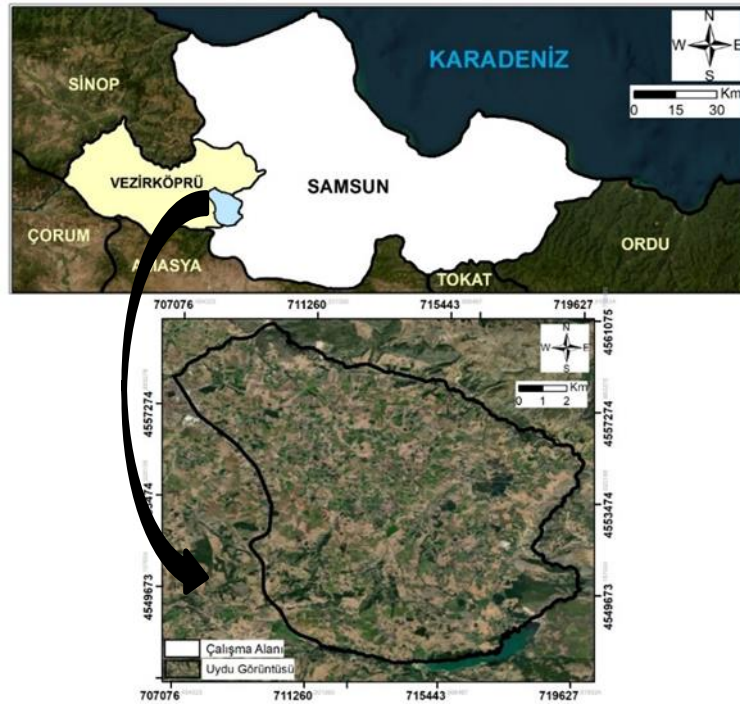 N
W E
S
KARADENİZ
SİNOP
Km
0 15 30
VEZİRKÖPRÜ
SAMSUN
ÇORUM
ORDU
AMASYA
TOKAT
707076 711260 715443 719627
4561075
N
W E
S
Km
0 1 2
4557274 4557274
4553474 4553474
4549673 4549673
Çalışma Alanı
Uydu Görüntüsü
707076 711260 715443 719627